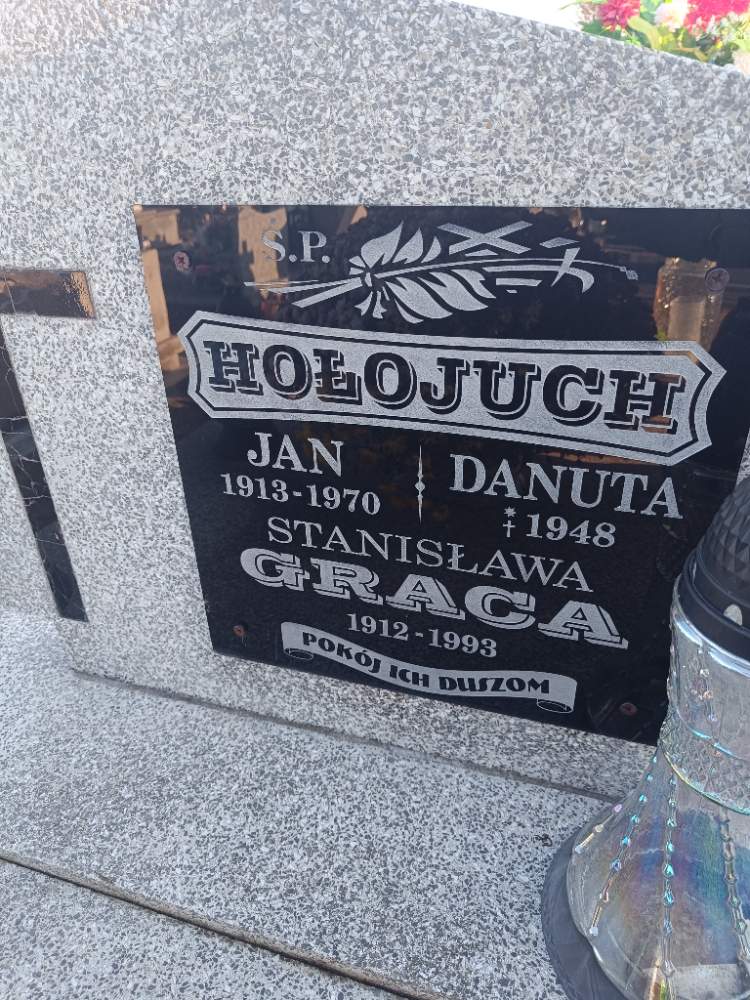 Ś.P.
HOŁOJUCH
JAN
1913-1970
DANUTA
*† 1948
STANISŁAWA
GRACA
1912-1993
POKÓJ ICH DUSZOM